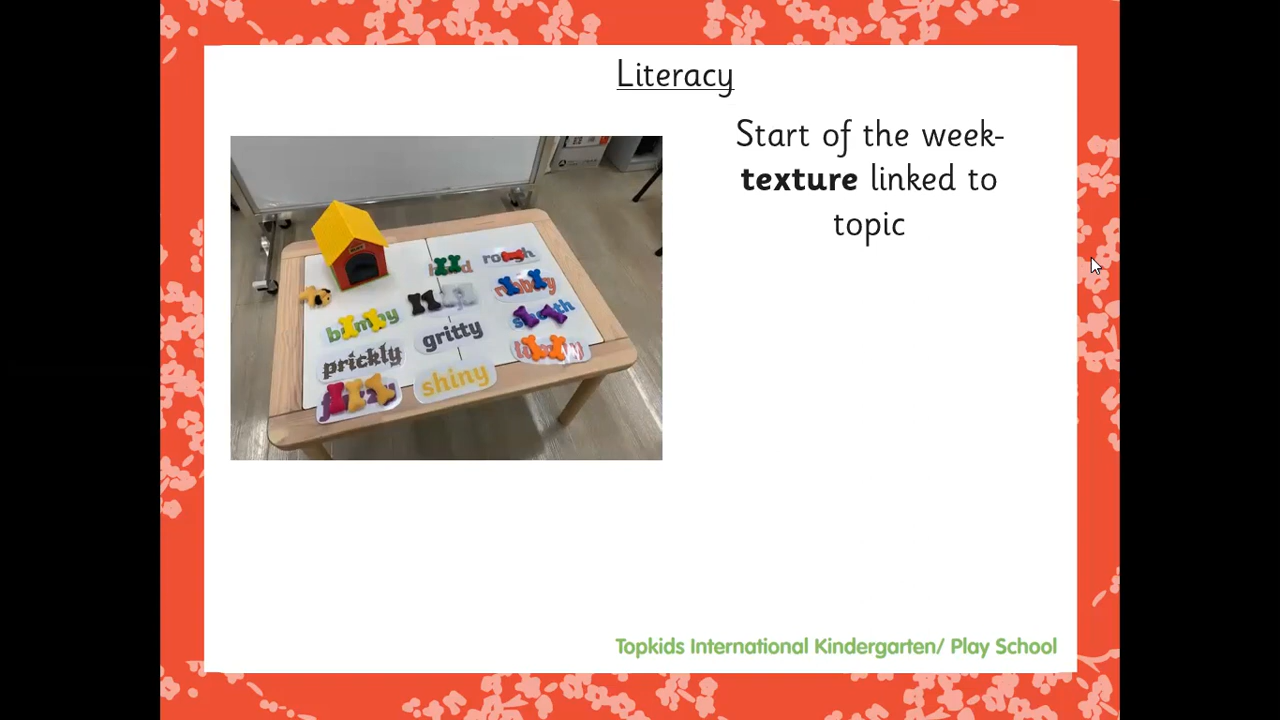 Literacy
Start of the week-
texture linked to
topic
rough
bumpy
smooth
gritty
prickly
shiny
Topkids International Kindergarten/ Play School